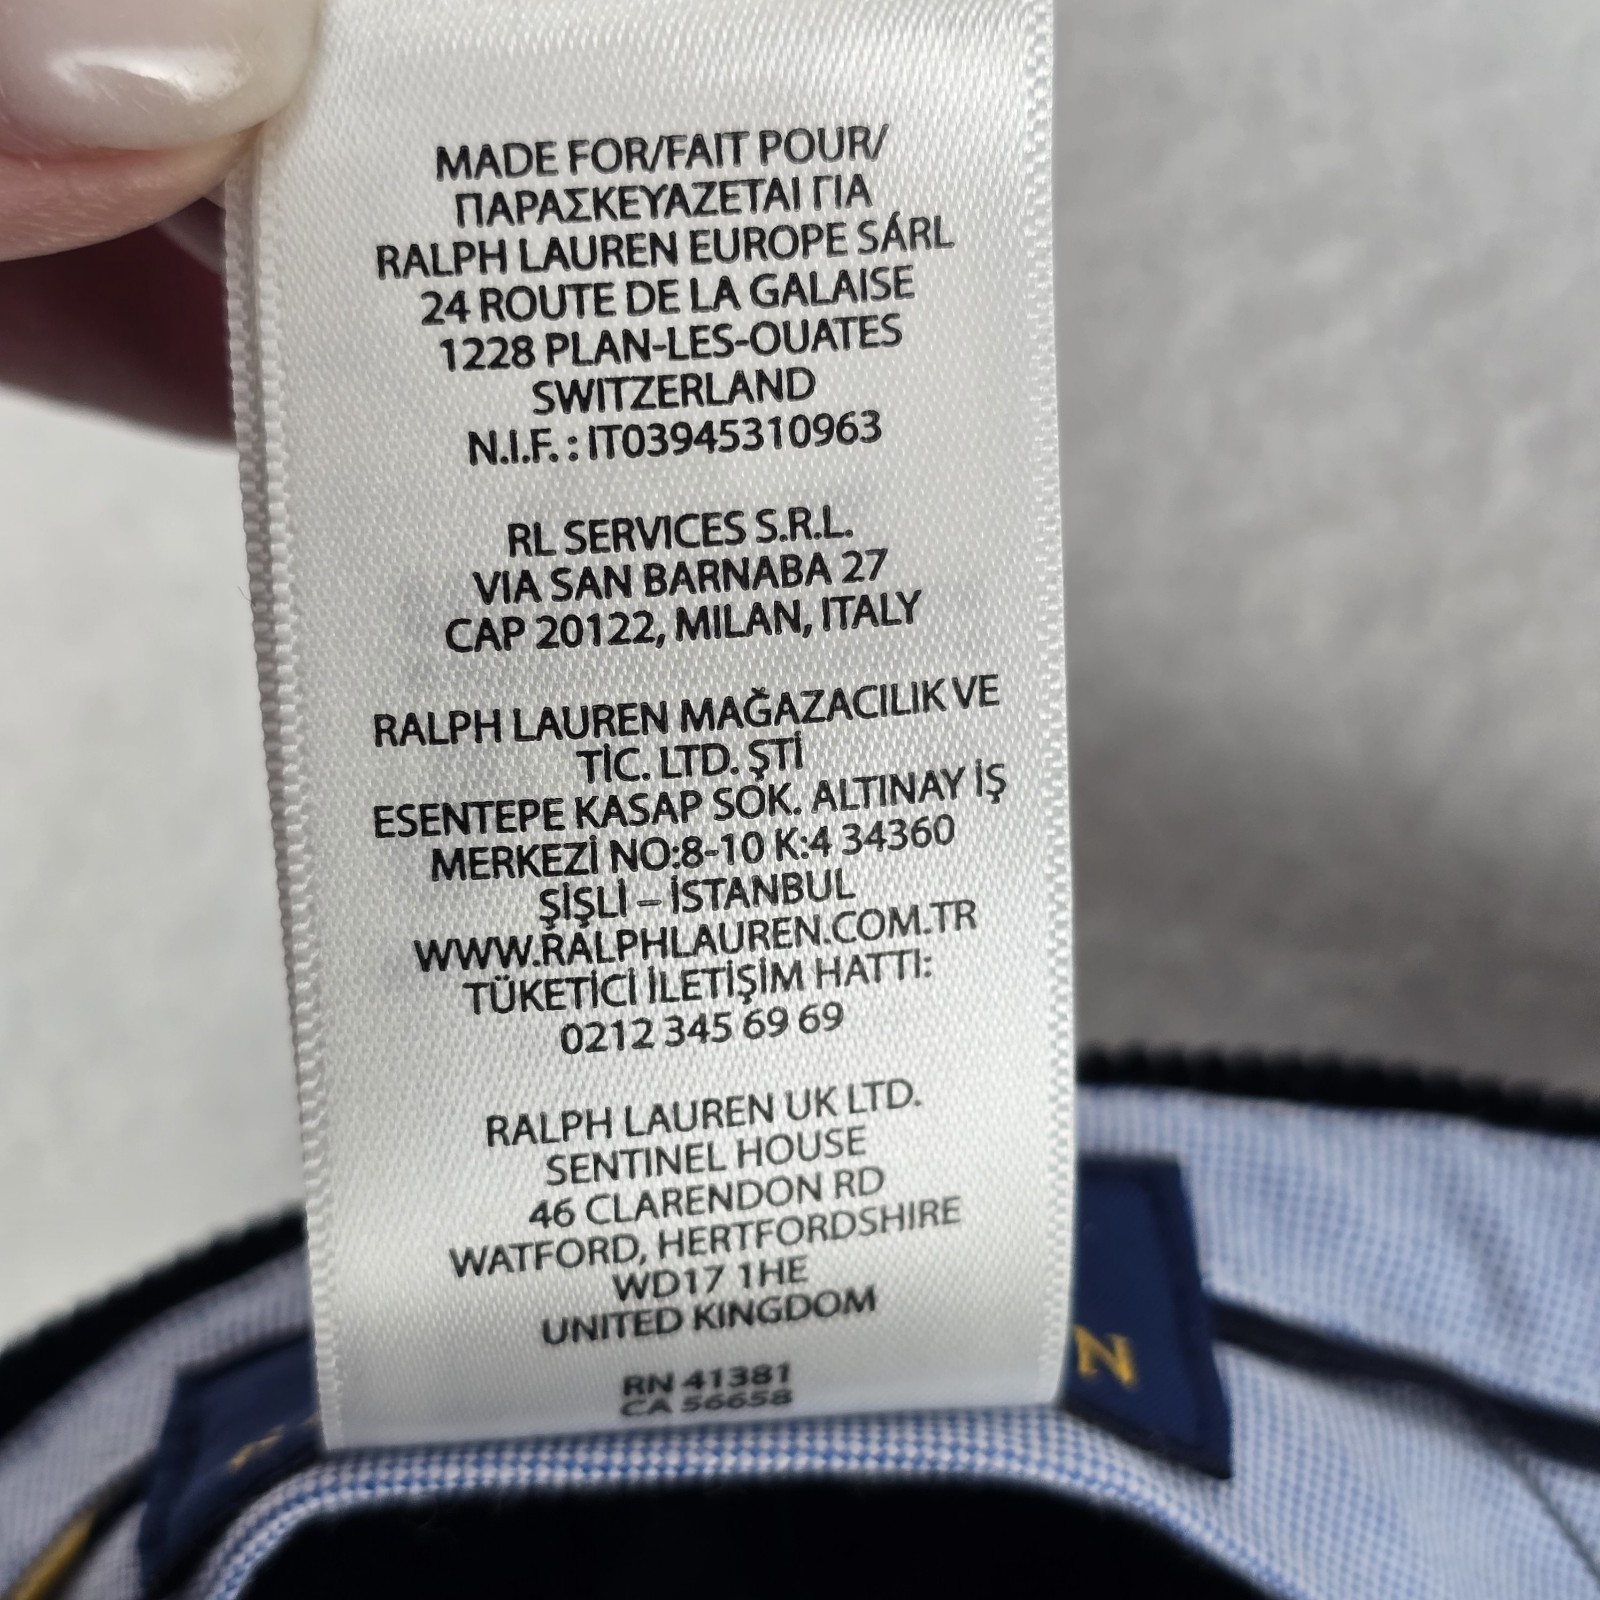 MADE FOR/FAIT POUR/
ΠΑΡΑΣΚΕΥΑΖΕΤΑΙ ΓΙΑ
RALPH LAUREN EUROPE SÁRL
24 ROUTE DE LA GALAISE
1228 PLAN-LES-OUATES
SWITZERLAND
N.I.F. : IT03945310963
RL SERVICES S.R.L.
VIA SAN BARNABA 27
CAP 20122, MILAN, ITALY
RALPH LAUREN MAĞAZACILIK VE
TİC. LTD. ŞTİ
ESENTEPE KASAP SOK. ALTINAY İŞ
MERKEZİ NO:8-10 K:4 34360
ŞİŞLİ – İSTANBUL
WWW.RALPHLAUREN.COM.TR
TÜKETİCİ İLETİŞİM HATTI:
0212 345 69 69
RALPH LAUREN UK LTD.
SENTINEL HOUSE
46 CLARENDON RD
WATFORD, HERTFORDSHIRE
WD17 1HE
UNITED KINGDOM
RN 41381
CA 56658
N